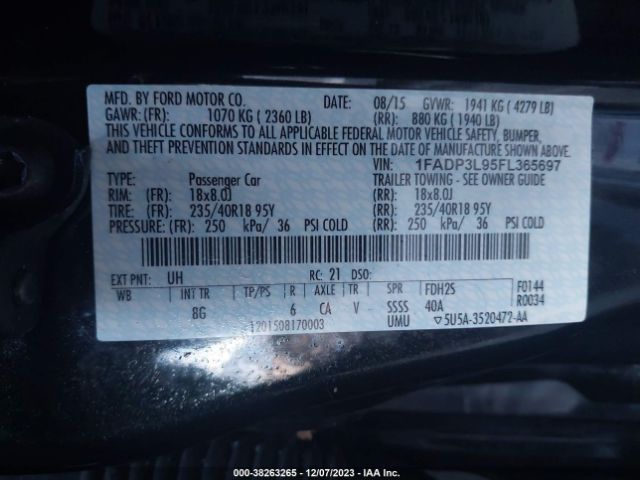 MFD. BY FORD MOTOR CO. DATE: 08/15 GVWR: 1941 KG ( 4279 LB)
GAWR: (FR): 1070 KG ( 2360 LB) (RR): 880 KG ( 1940 LB)
THIS VEHICLE CONFORMS TO ALL APPLICABLE FEDERAL MOTOR VEHICLE SAFETY, BUMPER,
AND THEFT PREVENTION STANDARDS IN EFFECT ON THE DATE OF MANUFACTURE SHOWN ABOVE.
VIN: 1FADP3L95FL365697
TYPE: Passenger Car TRAILER TOWING - SEE OWNER GUIDE
RIM: (FR) 18x8.0J (RR): 18x8.0J
TIRE: (FR): 235/40R18 95Y (RR): 235/40R18 95Y
PRESSURE: (FR) 250 kPa/ 36 PSI COLD (RR): 250 kPa/ 36 PSI COLD
EXT PNT: UH RC: 21 DSO: F0144
WB INT TR TP/PS R AXLE TR SPR FDH2S R0034
8G 6 CA V SSSS 40A
1201508170003 UMU ▽5U5A-3520472-AA
000-38263265 - 12/07/2023 - IAA Inc.